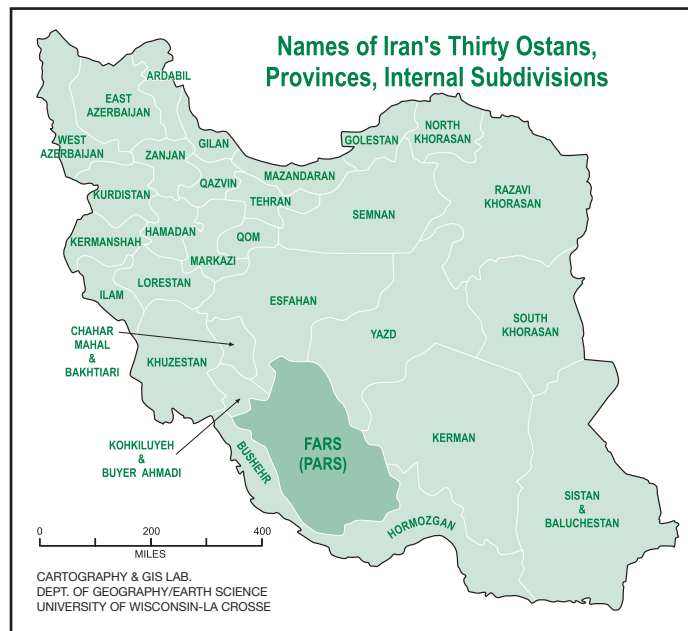 Names of Iran's Thirty Ostans,
Provinces, Internal Subdivisions
ARDABIL
EAST
AZERBAIJAN
WEST
AZERBAIJAN
GILAN
ZANJAN
GOLESTAN
NORTH
KHORASAN
MAZANDARAN
QAZVIN
KURDISTAN
TEHRAN
SEMNAN
RAZAVI
KHORASAN
HAMADAN
KERMANSHAH
QOM
MARKAZI
LORESTAN
ILAM
ESFAHAN
CHAHAR
MAHAL
&
BAKHTIARI
KHUZESTAN
YAZD
SOUTH
KHORASAN
KOHKILUYEH
&
BUYER AHMADI
BUSHEHR
FARS
(PARS)
KERMAN
SISTAN
&
BALUCHESTAN
HORMOZGAN
0 200 400
MILES
CARTOGRAPHY & GIS LAB.
DEPT. OF GEOGRAPHY/EARTH SCIENCE
UNIVERSITY OF WISCONSIN-LA CROSSE